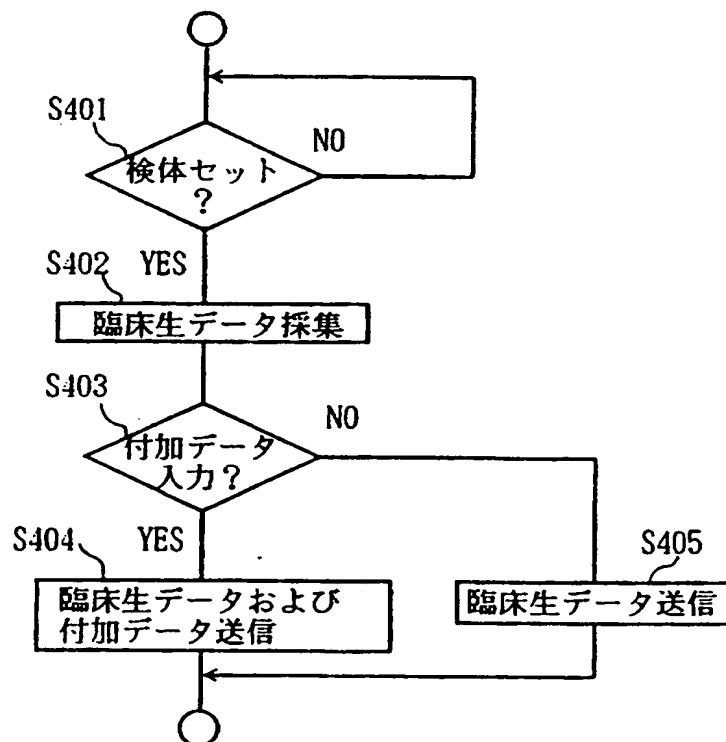 S401
検体セット
?
NO
S402
YES
臨床生データ採集
S403
NO
付加データ
入力?
S404
YES
S405
臨床生データおよび
付加データ送信
臨床生データ送信